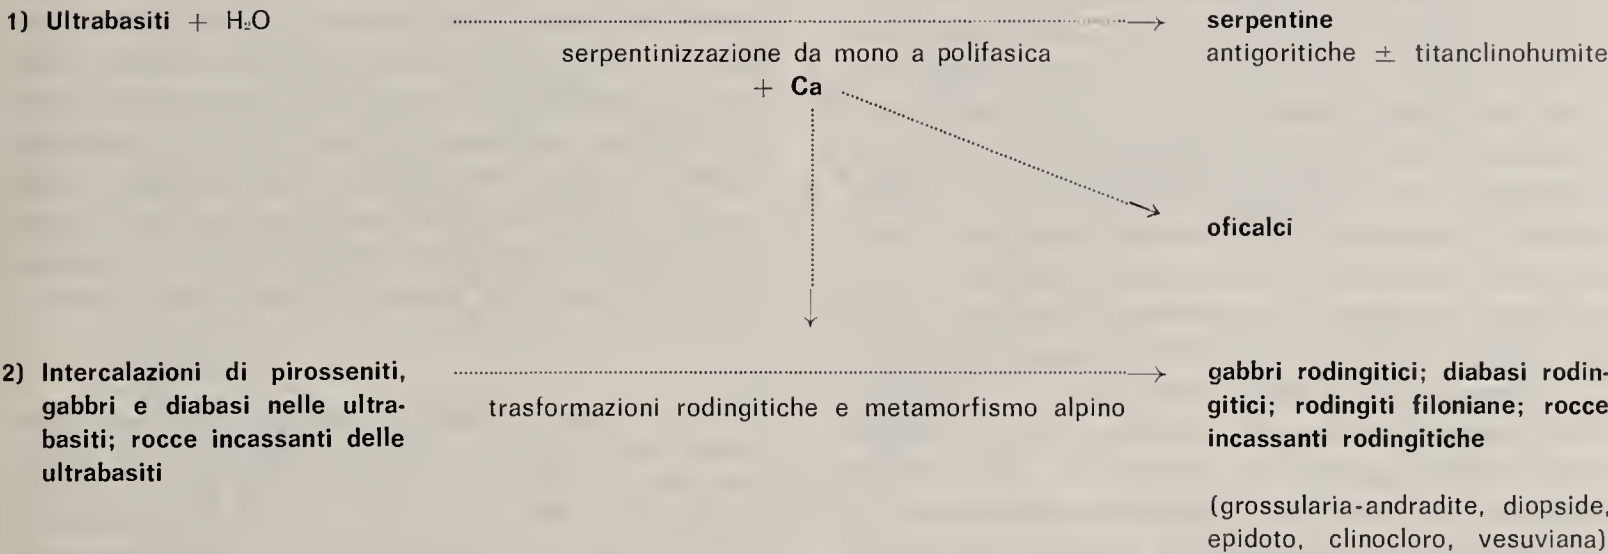 1) Ultrabasiti + H₂O
serpentine
serpentinizzazione da mono a polifasica
antigoritiche ± titanclinohumite
+ Ca
oficalci
2) Intercalazioni di pirosseniti,
gabbri e diabasi nelle ultra-
basiti; rocce incassanti delle
ultrabasiti
trasformazioni rodingitiche e metamorfismo alpino
gabbri rodingitici; diabasi rodin-
gitici; rodingiti filoniane; rocce
incassanti rodingitiche
(grossularia-andradite, diopside,
epidoto, clinocloro, vesuviana)